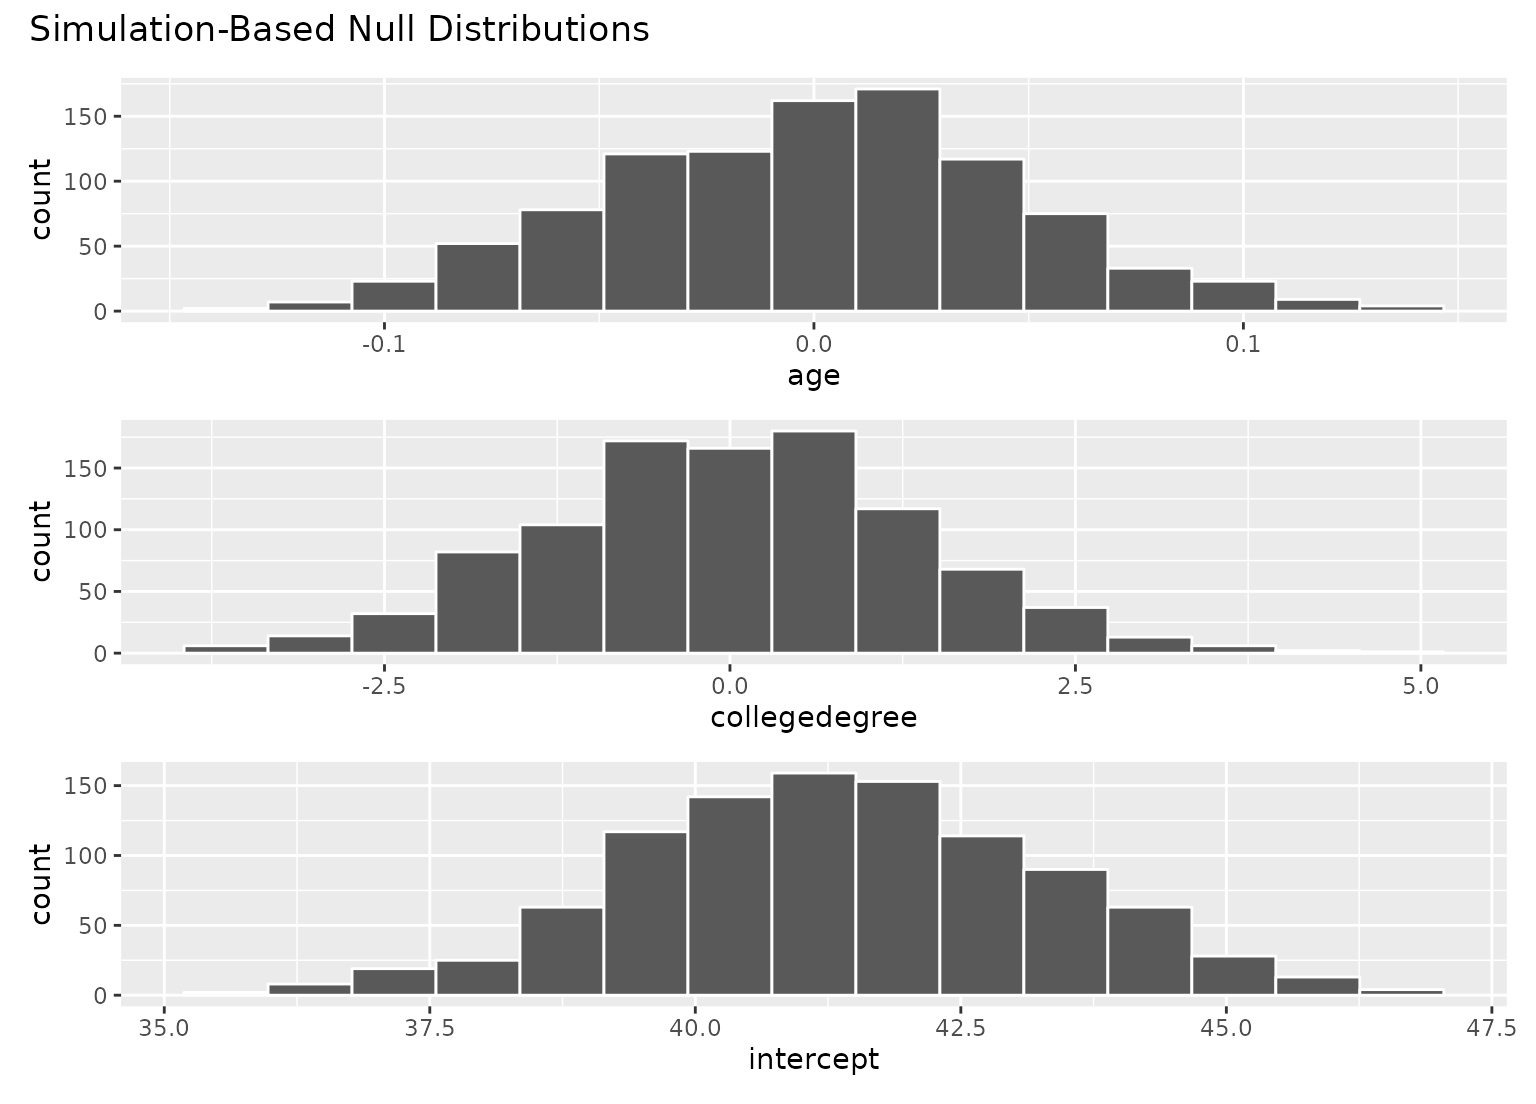 Simulation-Based Null Distributions
count
150
100
50
0
-0.1 0.0 0.1
age
count
150
100
50
0
-2.5 0.0 2.5 5.0
collegedegree
count
150
100
50
0
35.0 37.5 40.0 42.5 45.0 47.5
intercept